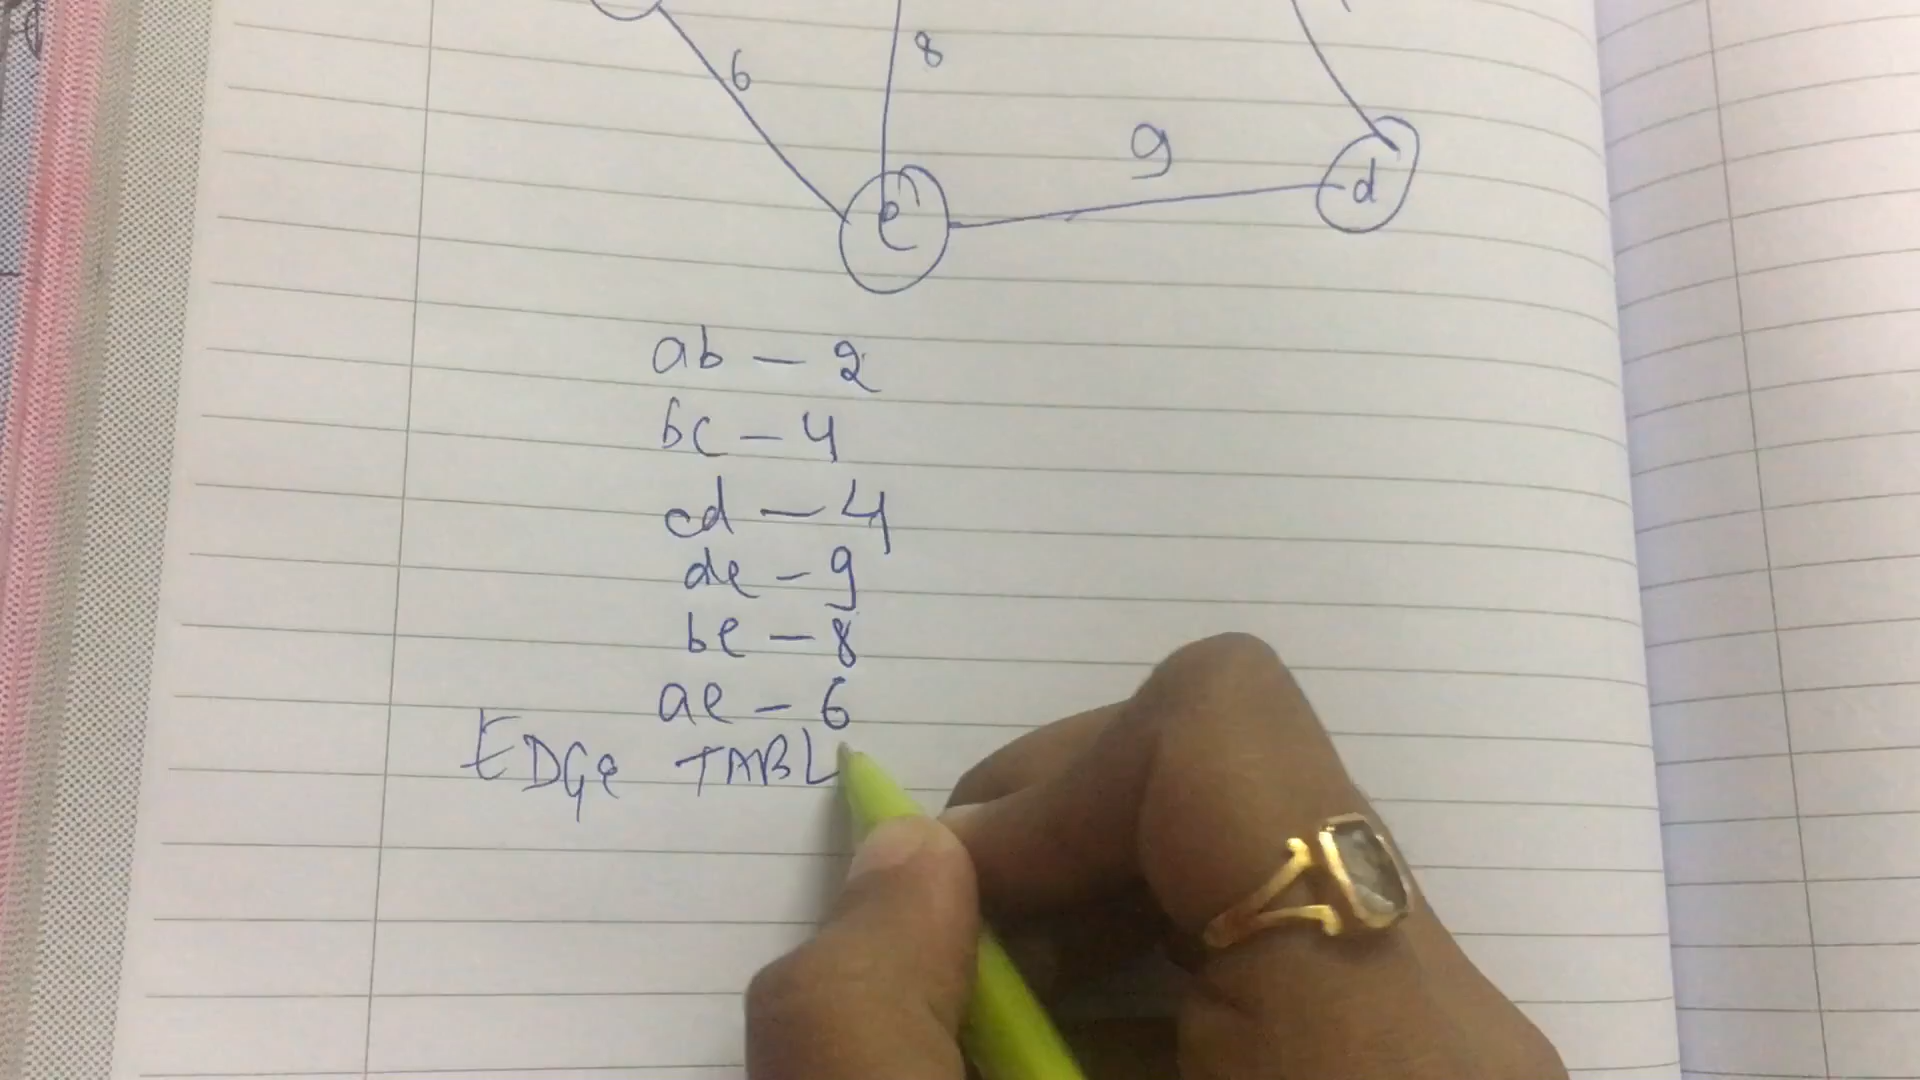 6
8
9
e
d
ab - 2
bc - 4
cd - 4
de - 9
be - 8
ae - 6
EDGe TABL